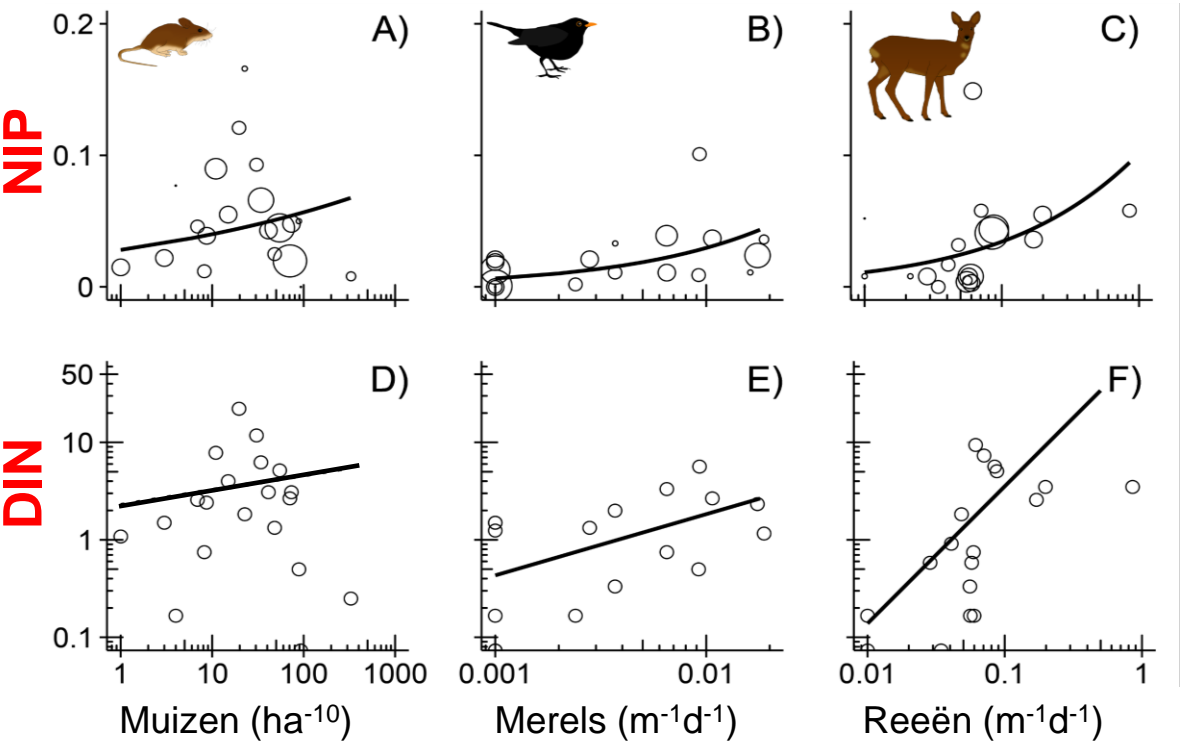 NIP
0.2
0.1
0
A)
B)
C)
DIN
50
10
1
0.1
D)
E)
F)
1 10 100 1000
0.001 0.01
0.01 0.1 1
Muizen (ha⁻¹⁰)
Merels (m⁻¹d⁻¹)
Reeën (m⁻¹d⁻¹)